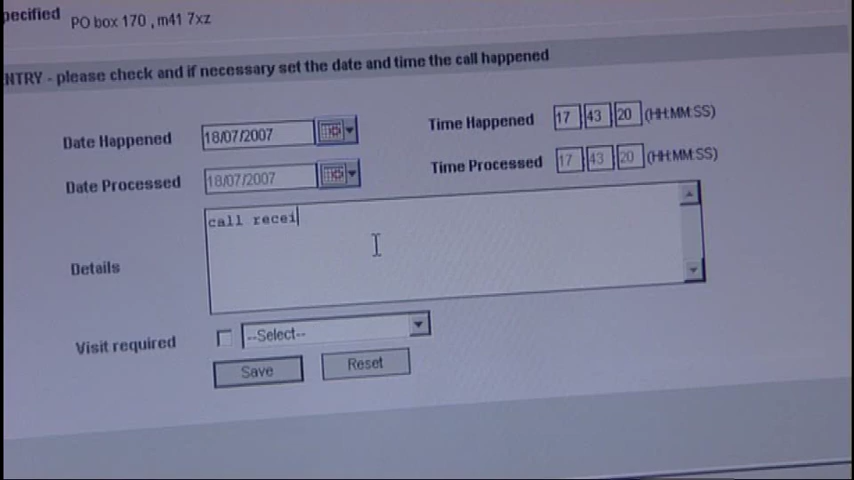 pecified PO box 170 , m41 7xz
NTRY - please check and if necessary set the date and time the call happened
Date Happened 18/07/2007 Time Happened 17 43 20 (HH:MM:SS)
Date Processed 18/07/2007 Time Processed 17 43 20 (HH:MM:SS)
Details call recei
Visit required --Select--
Save Reset